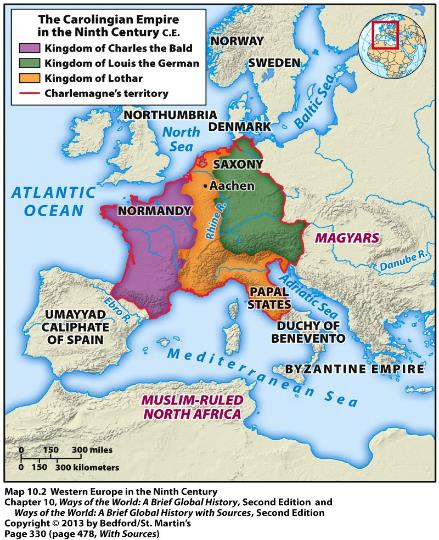 The Carolingian Empire
in the Ninth Century C.E.
Kingdom of Charles the Bald
Kingdom of Louis the German
Kingdom of Lothar
Charlemagne's territory
NORWAY
SWEDEN
Baltic Sea
NORTHUMBRIA
North
Sea
DENMARK
SAXONY
Aachen
ATLANTIC
OCEAN
NORMANDY
Rhine R.
MAGYARS
Danube R.
PAPAL
STATES
Adriatic Sea
Ebro R.
UMAYYAD
CALIPHATE
OF SPAIN
DUCHY OF
BENEVENTO
Mediterranean Sea
BYZANTINE EMPIRE
MUSLIM-RULED
NORTH AFRICA
0 150 300 miles
0 150 300 kilometers
Map 10.2 Western Europe in the Ninth Century
Chapter 10, Ways of the World: A Brief Global History, Second Edition and
Ways of the World: A Brief Global History with Sources, Second Edition
Copyright © 2013 by Bedford/St. Martin's
Page 330 (page 478, With Sources)